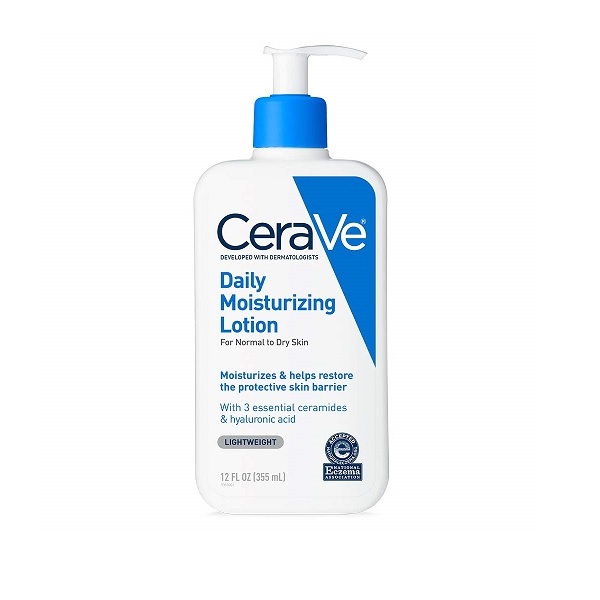 CeraVe®
DEVELOPED WITH DERMATOLOGISTS
Daily
Moisturizing
Lotion
For Normal to Dry Skin
Moisturizes & helps restore
the protective skin barrier
With 3 essential ceramides
& hyaluronic acid
LIGHTWEIGHT
12 FL OZ (355 mL)
ACCEPTED
e
NATIONAL
Eczema
ASSOCIATION